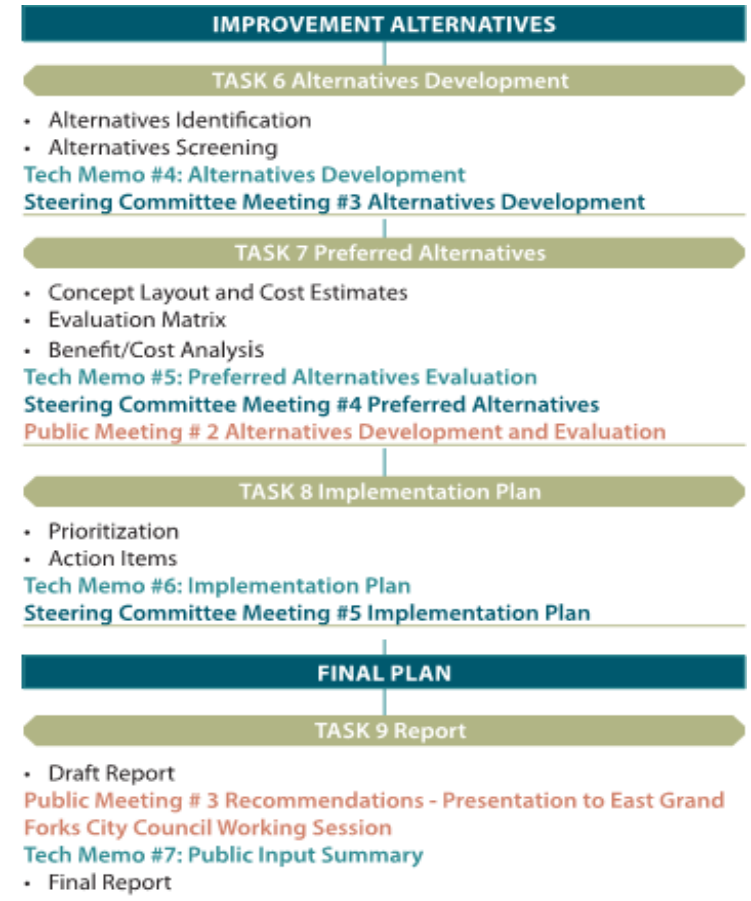 IMPROVEMENT ALTERNATIVES
TASK 6 Alternatives Development
• Alternatives Identification
• Alternatives Screening
Tech Memo #4: Alternatives Development
Steering Committee Meeting #3 Alternatives Development
TASK 7 Preferred Alternatives
• Concept Layout and Cost Estimates
• Evaluation Matrix
• Benefit/Cost Analysis
Tech Memo #5: Preferred Alternatives Evaluation
Steering Committee Meeting #4 Preferred Alternatives
Public Meeting # 2 Alternatives Development and Evaluation
TASK 8 Implementation Plan
• Prioritization
• Action Items
Tech Memo #6: Implementation Plan
Steering Committee Meeting #5 Implementation Plan
FINAL PLAN
TASK 9 Report
• Draft Report
Public Meeting # 3 Recommendations - Presentation to East Grand
Forks City Council Working Session
Tech Memo #7: Public Input Summary
• Final Report